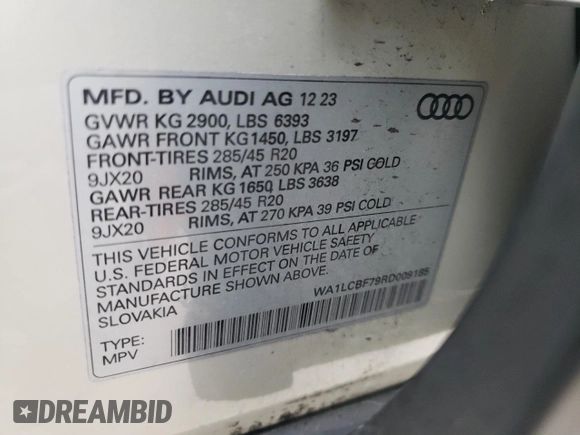 MFD. BY AUDI AG 12 23
GVWR KG 2900, LBS 6393
GAWR FRONT KG1450, LBS 3197
FRONT-TIRES 285/45 R20
9JX20 RIMS, AT 250 KPA 36 PSI COLD
GAWR REAR KG 1650, LBS 3638
REAR-TIRES 285/45 R20
9JX20 RIMS, AT 270 KPA 39 PSI COLD
THIS VEHICLE CONFORMS TO ALL APPLICABLE
U.S. FEDERAL MOTOR VEHICLE SAFETY
STANDARDS IN EFFECT ON THE DATE OF
MANUFACTURE SHOWN ABOVE.
SLOVAKIA
WA1LCBF79RD009185
TYPE:
MPV
DREAMBID